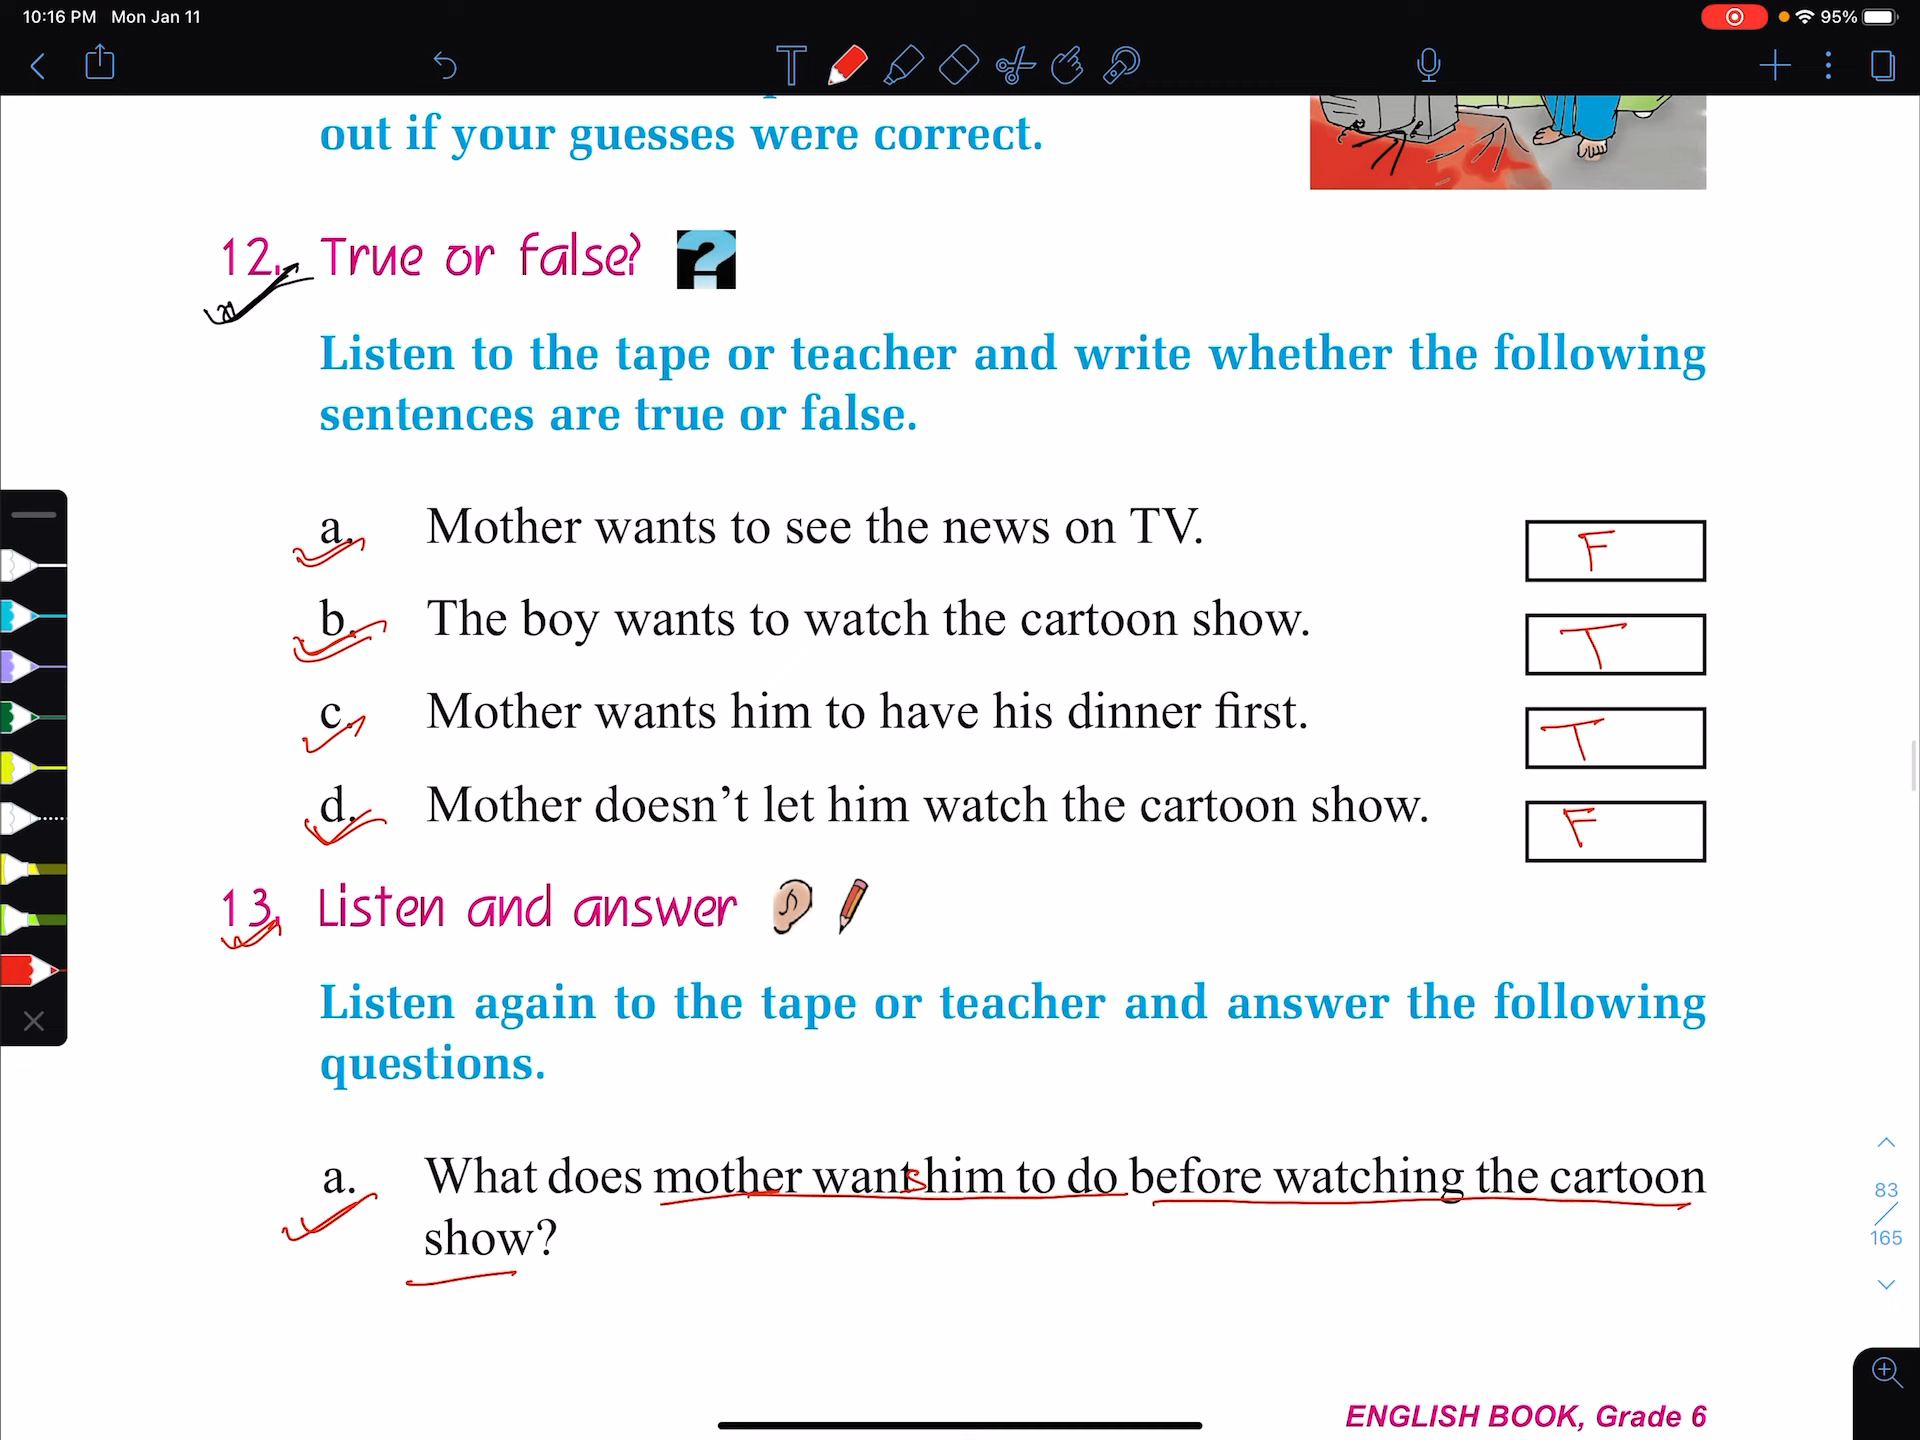 10:16 PM Mon Jan 11
95%
out if your guesses were correct.
12. True or false?
Listen to the tape or teacher and write whether the following
sentences are true or false.
a. Mother wants to see the news on TV. F
b. The boy wants to watch the cartoon show. T
c. Mother wants him to have his dinner first. T
d. Mother doesn't let him watch the cartoon show. F
13. Listen and answer
Listen again to the tape or teacher and answer the following
questions.
a. What does mother wants him to do before watching the cartoon
show?
83
165
ENGLISH BOOK, Grade 6